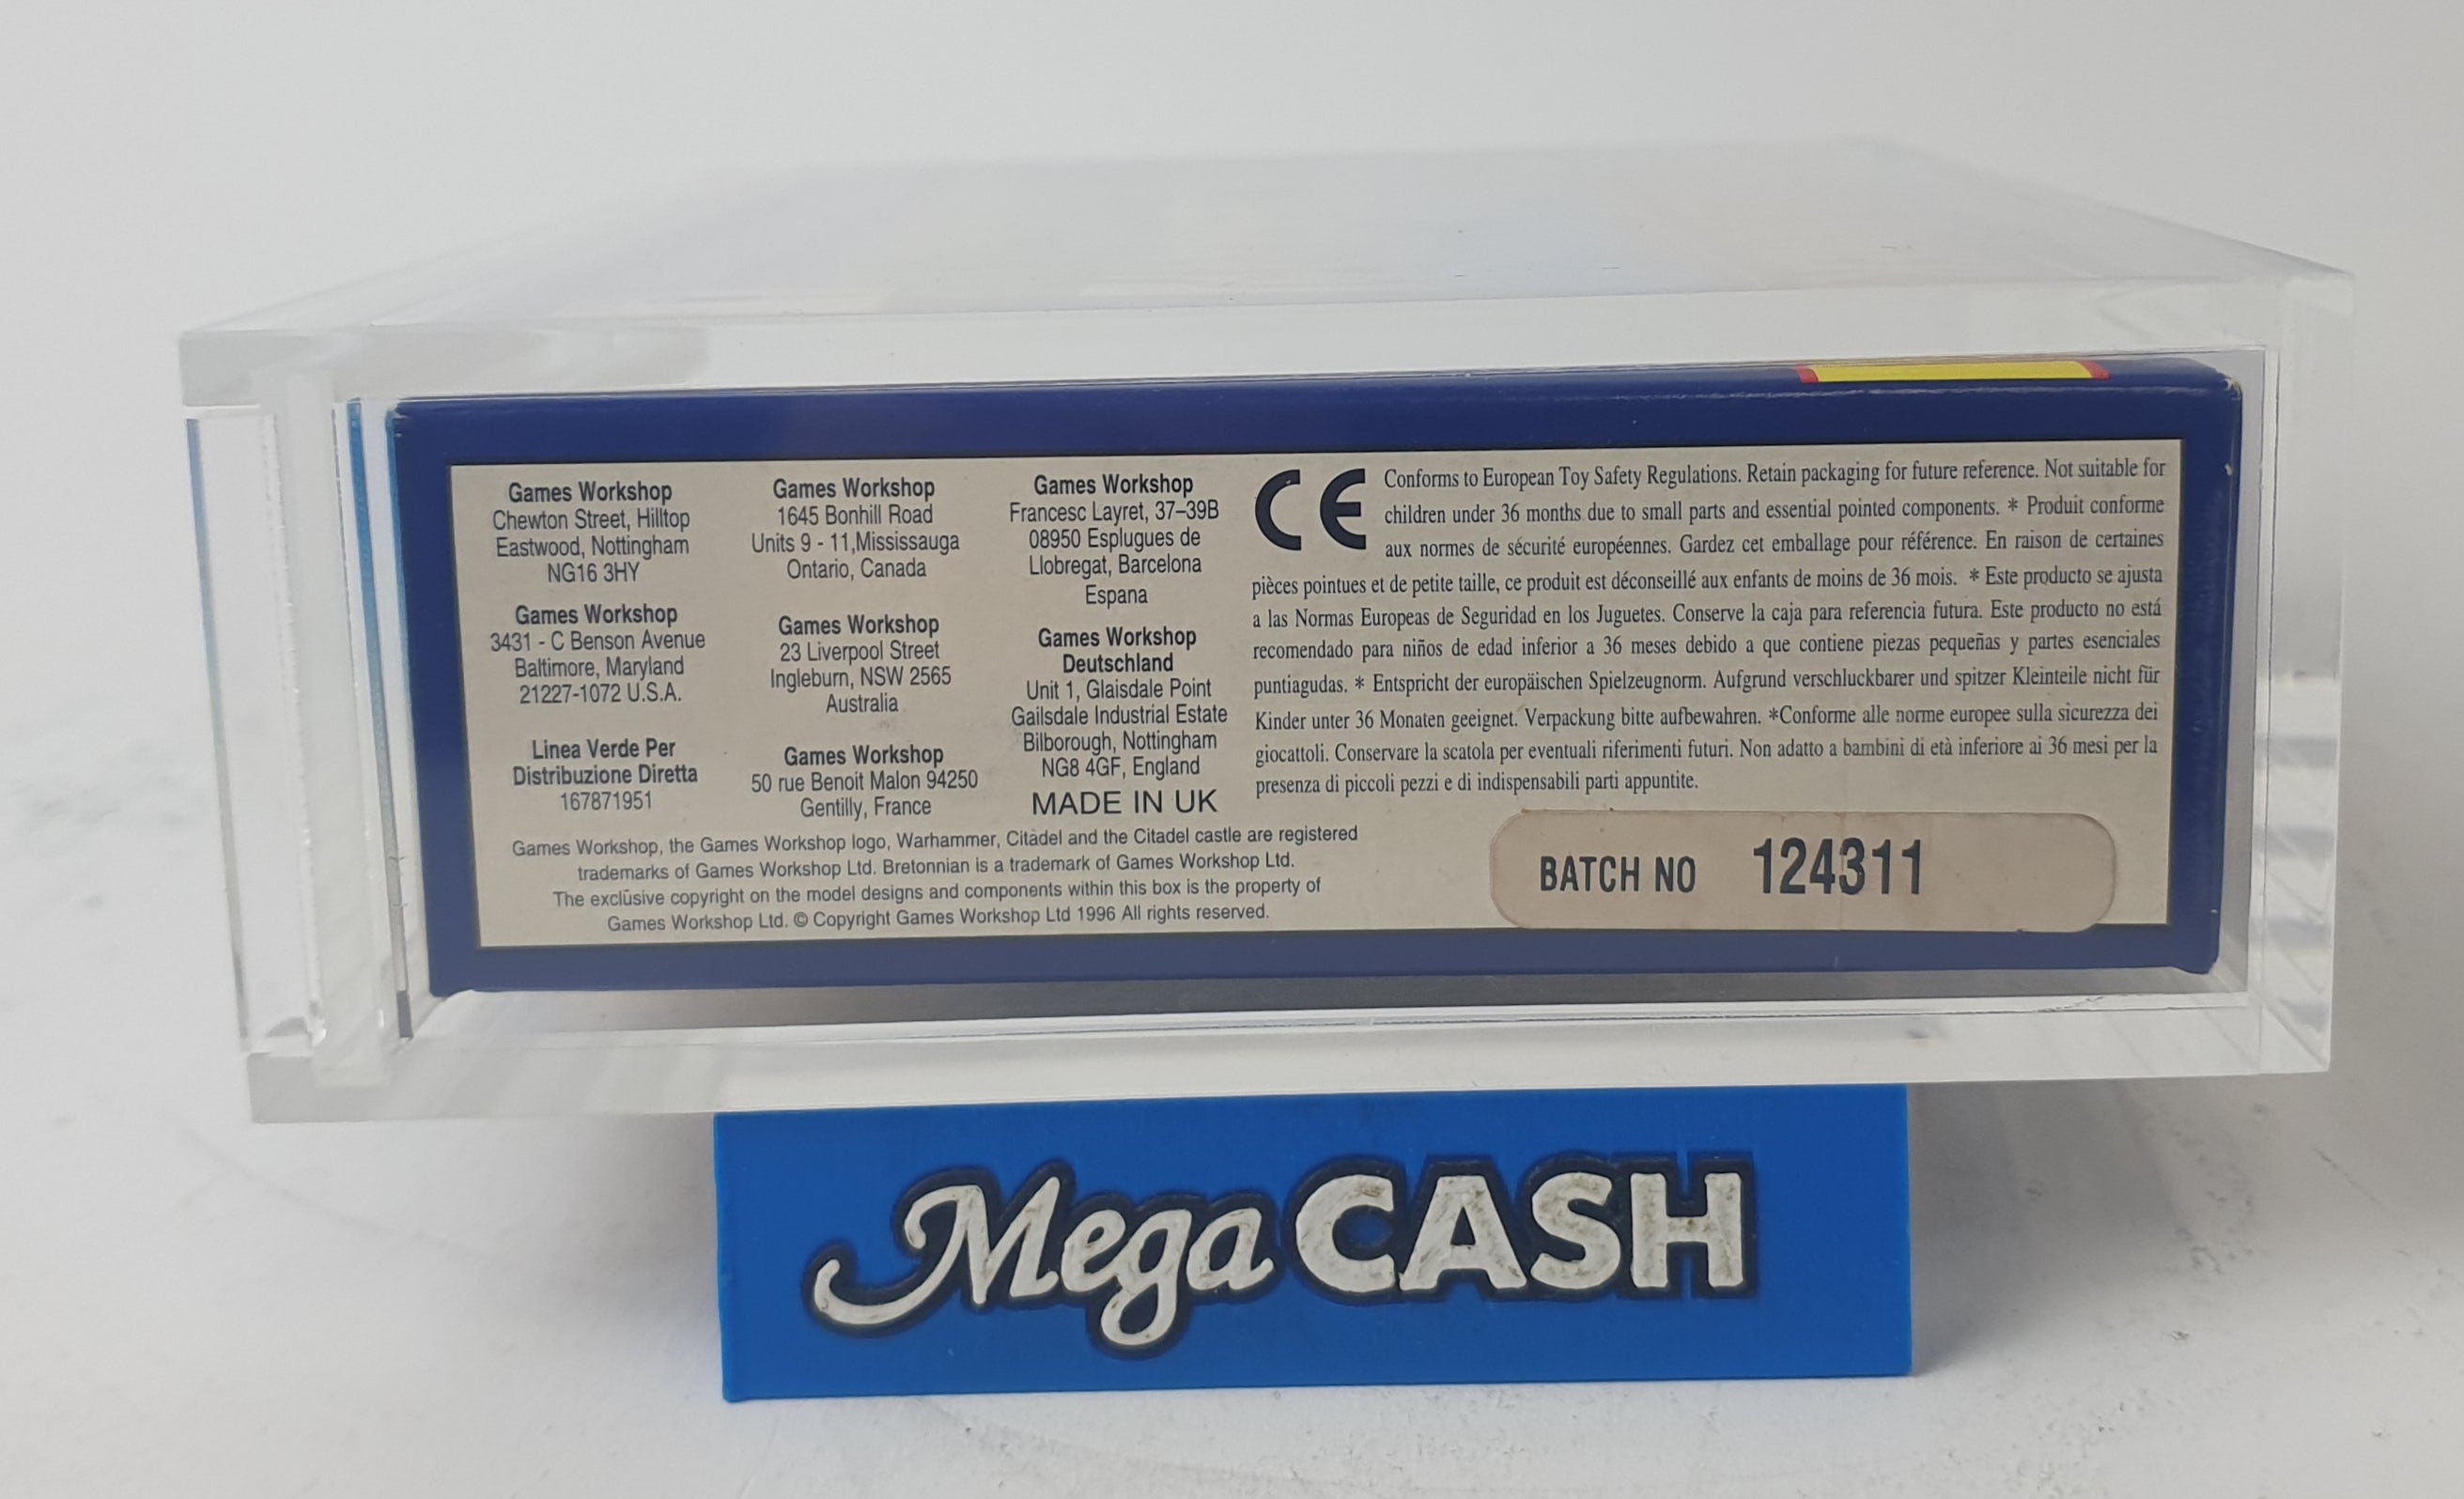 Games Workshop
Chewton Street, Hilltop
Eastwood, Nottingham
NG16 3HY
Games Workshop
3431 - C Benson Avenue
Baltimore, Maryland
21227-1072 U.S.A.
Linea Verde Per
Distribuzione Diretta
167871951
Games Workshop
1645 Bonhill Road
Units 9 - 11,Mississauga
Ontario, Canada
Games Workshop
23 Liverpool Street
Ingleburn, NSW 2565
Australia
Games Workshop
50 rue Benoit Malon 94250
Gentilly, France
Games Workshop
Francesc Layret, 37–39B
08950 Esplugues de
Llobregat, Barcelona
Espana
Games Workshop
Deutschland
Unit 1, Glaisdale Point
Gailsdale Industrial Estate
Bilborough, Nottingham
NG8 4GF, England
MADE IN UK
Games Workshop, the Games Workshop logo, Warhammer, Citadel and the Citadel castle are registered
trademarks of Games Workshop Ltd. Bretonnian is a trademark of Games Workshop Ltd.
The exclusive copyright on the model designs and components within this box is the property of
Games Workshop Ltd. © Copyright Games Workshop Ltd 1996 All rights reserved.
CE
Conforms to European Toy Safety Regulations. Retain packaging for future reference. Not suitable for
children under 36 months due to small parts and essential pointed components. * Produit conforme
aux normes de sécurité européennes. Gardez cet emballage pour référence. En raison de certaines
pièces pointues et de petite taille, ce produit est déconseillé aux enfants de moins de 36 mois. * Este producto se ajusta
a las Normas Europeas de Seguridad en los Juguetes. Conserve la caja para referencia futura. Este producto no está
recomendado para niños de edad inferior a 36 meses debido a que contiene piezas pequeñas y partes esenciales
puntiagudas. * Entspricht der europäischen Spielzeugnorm. Aufgrund verschluckbarer und spitzer Kleinteile nicht für
Kinder unter 36 Monaten geeignet. Verpackung bitte aufbewahren. *Conforme alle norme europee sulla sicurezza dei
giocattoli. Conservare la scatola per eventuali riferimenti futuri. Non adatto a bambini di età inferiore ai 36 mesi per la
presenza di piccoli pezzi e di indispensabili parti appuntite.
BATCH NO 124311
Mega CASH